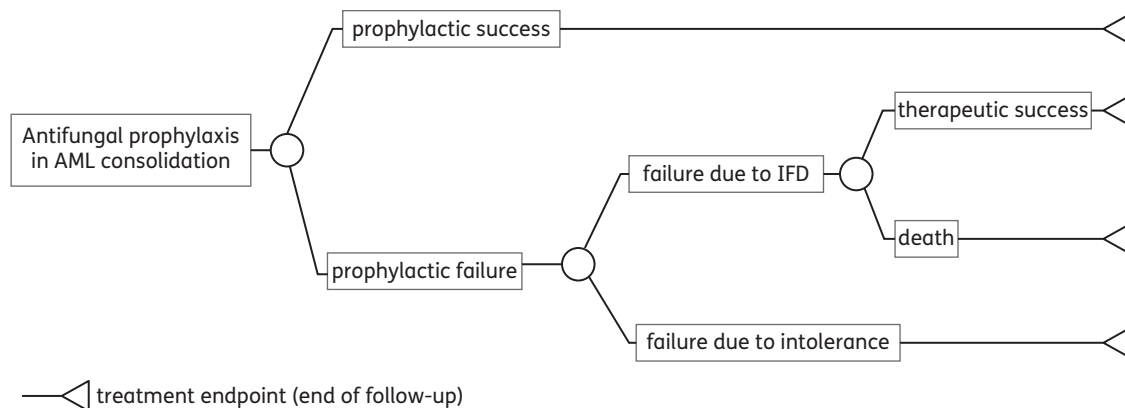 prophylactic success
Antifungal prophylaxis
in AML consolidation
therapeutic success
failure due to IFD
death
prophylactic failure
failure due to intolerance
treatment endpoint (end of follow-up)